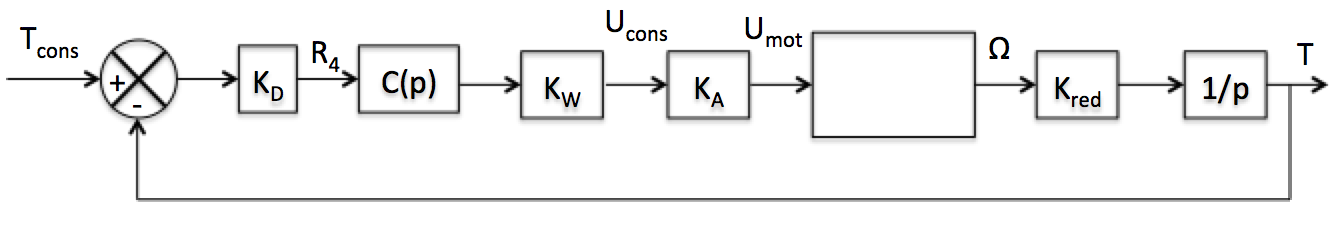 T_cons
+
-
K_D
R_4
C(p)
K_W
U_cons
K_A
U_mot
Ω
K_red
1/p
T